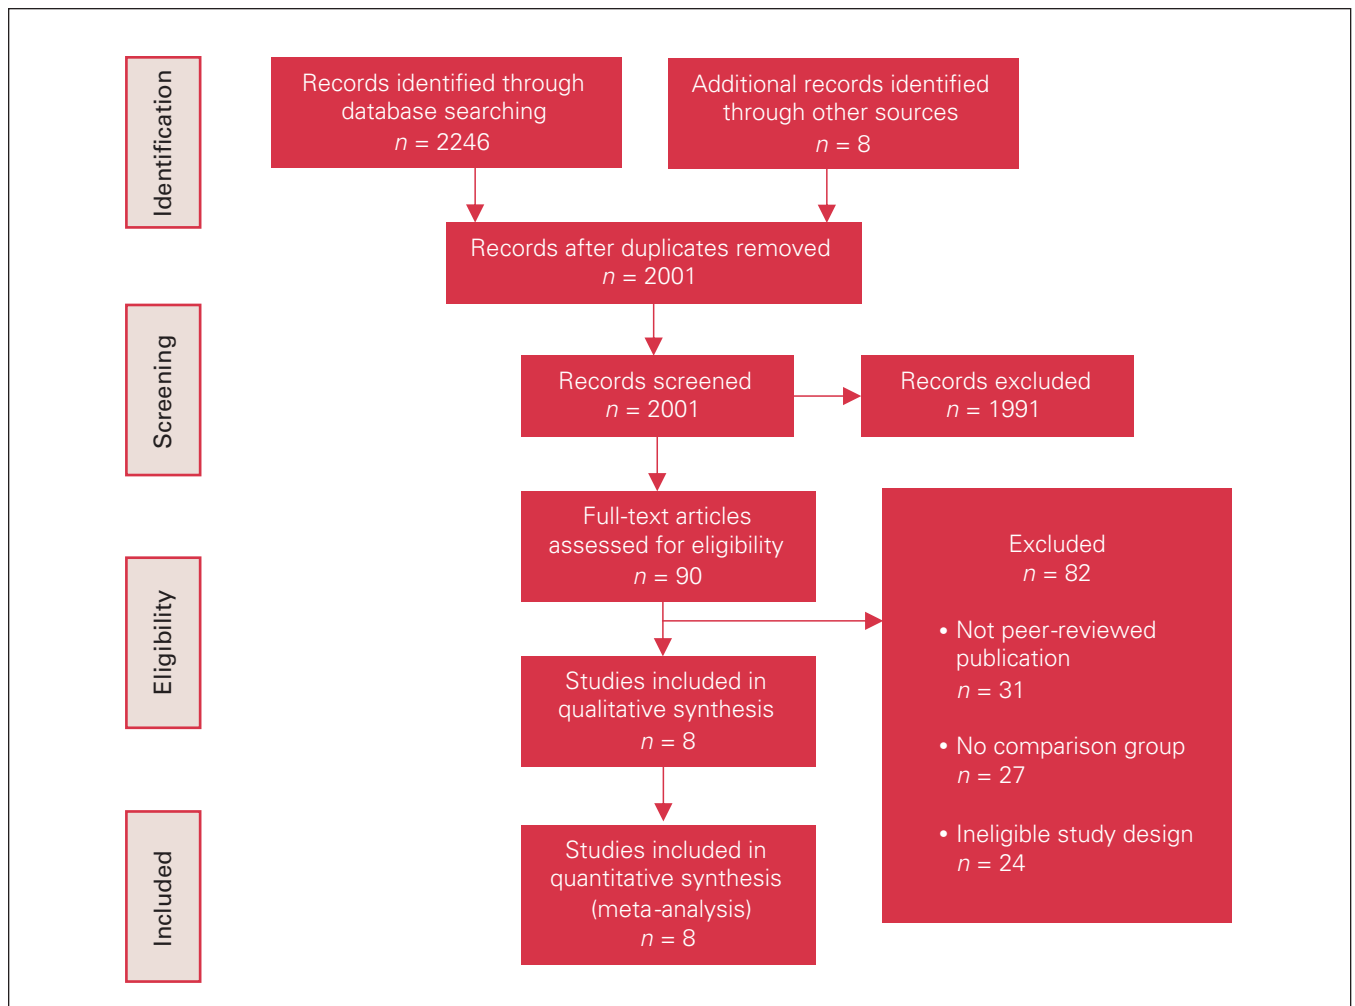 Identification
Records identified through
database searching
n = 2246
Additional records identified
through other sources
n = 8
Records after duplicates removed
n = 2001
Screening
Records screened
n = 2001
Records excluded
n = 1991
Eligibility
Full-text articles
assessed for eligibility
n = 90
Excluded
n = 82
• Not peer-reviewed
publication
n = 31
• No comparison group
n = 27
• Ineligible study design
n = 24
Studies included in
qualitative synthesis
n = 8
Included
Studies included in
quantitative synthesis
(meta-analysis)
n = 8